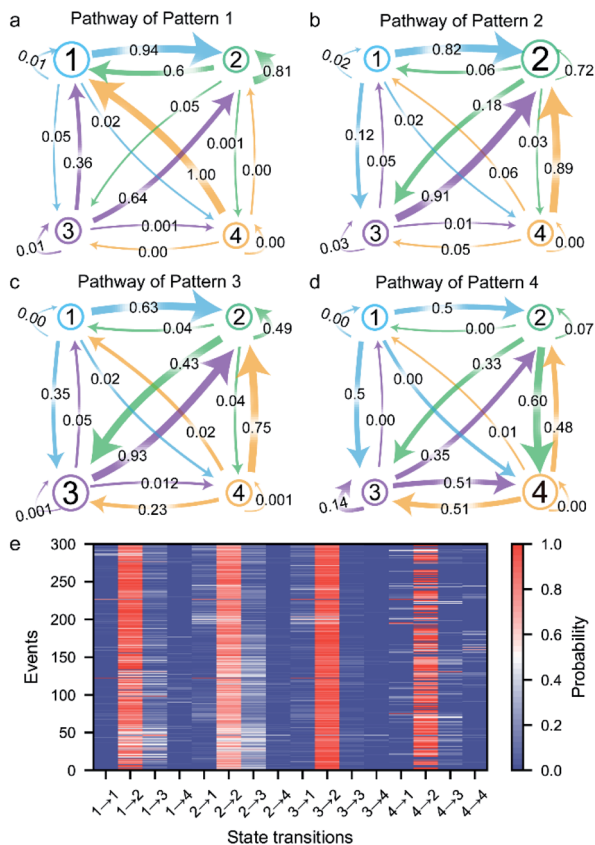 a Pathway of Pattern 1
1 2 3 4
0.01 0.94 0.6 0.81
0.05 0.02 0.05 0.001 0.00
0.36 1.00
0.64 0.001
0.01 0.00 0.00
b Pathway of Pattern 2
1 2 3 4
0.02 0.82 0.06 0.72
0.12 0.02 0.18 0.03
0.05 0.06 0.89
0.91 0.01
0.03 0.05 0.00
c Pathway of Pattern 3
1 2 3 4
0.00 0.63 0.04 0.49
0.35 0.02 0.43 0.04
0.05 0.02 0.75
0.93 0.012
0.001 0.23 0.001
d Pathway of Pattern 4
1 2 3 4
0.00 0.5 0.00 0.07
0.5 0.00 0.33 0.60
0.00 0.01 0.48
0.35 0.51
0.14 0.51 0.00
e
Events
300
250
200
150
100
50
0
1→1 1→2 1→3 1→4 2→1 2→2 2→3 2→4 3→1 3→2 3→3 3→4 4→1 4→2 4→3 4→4
State transitions
1.0
0.8
0.6
0.4
0.2
0.0
Probability